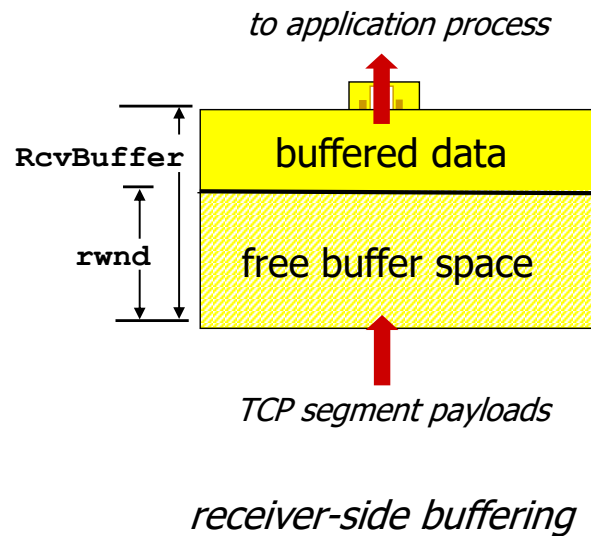 to application process
buffered data
RcvBuffer
rwnd
free buffer space
TCP segment payloads
receiver-side buffering